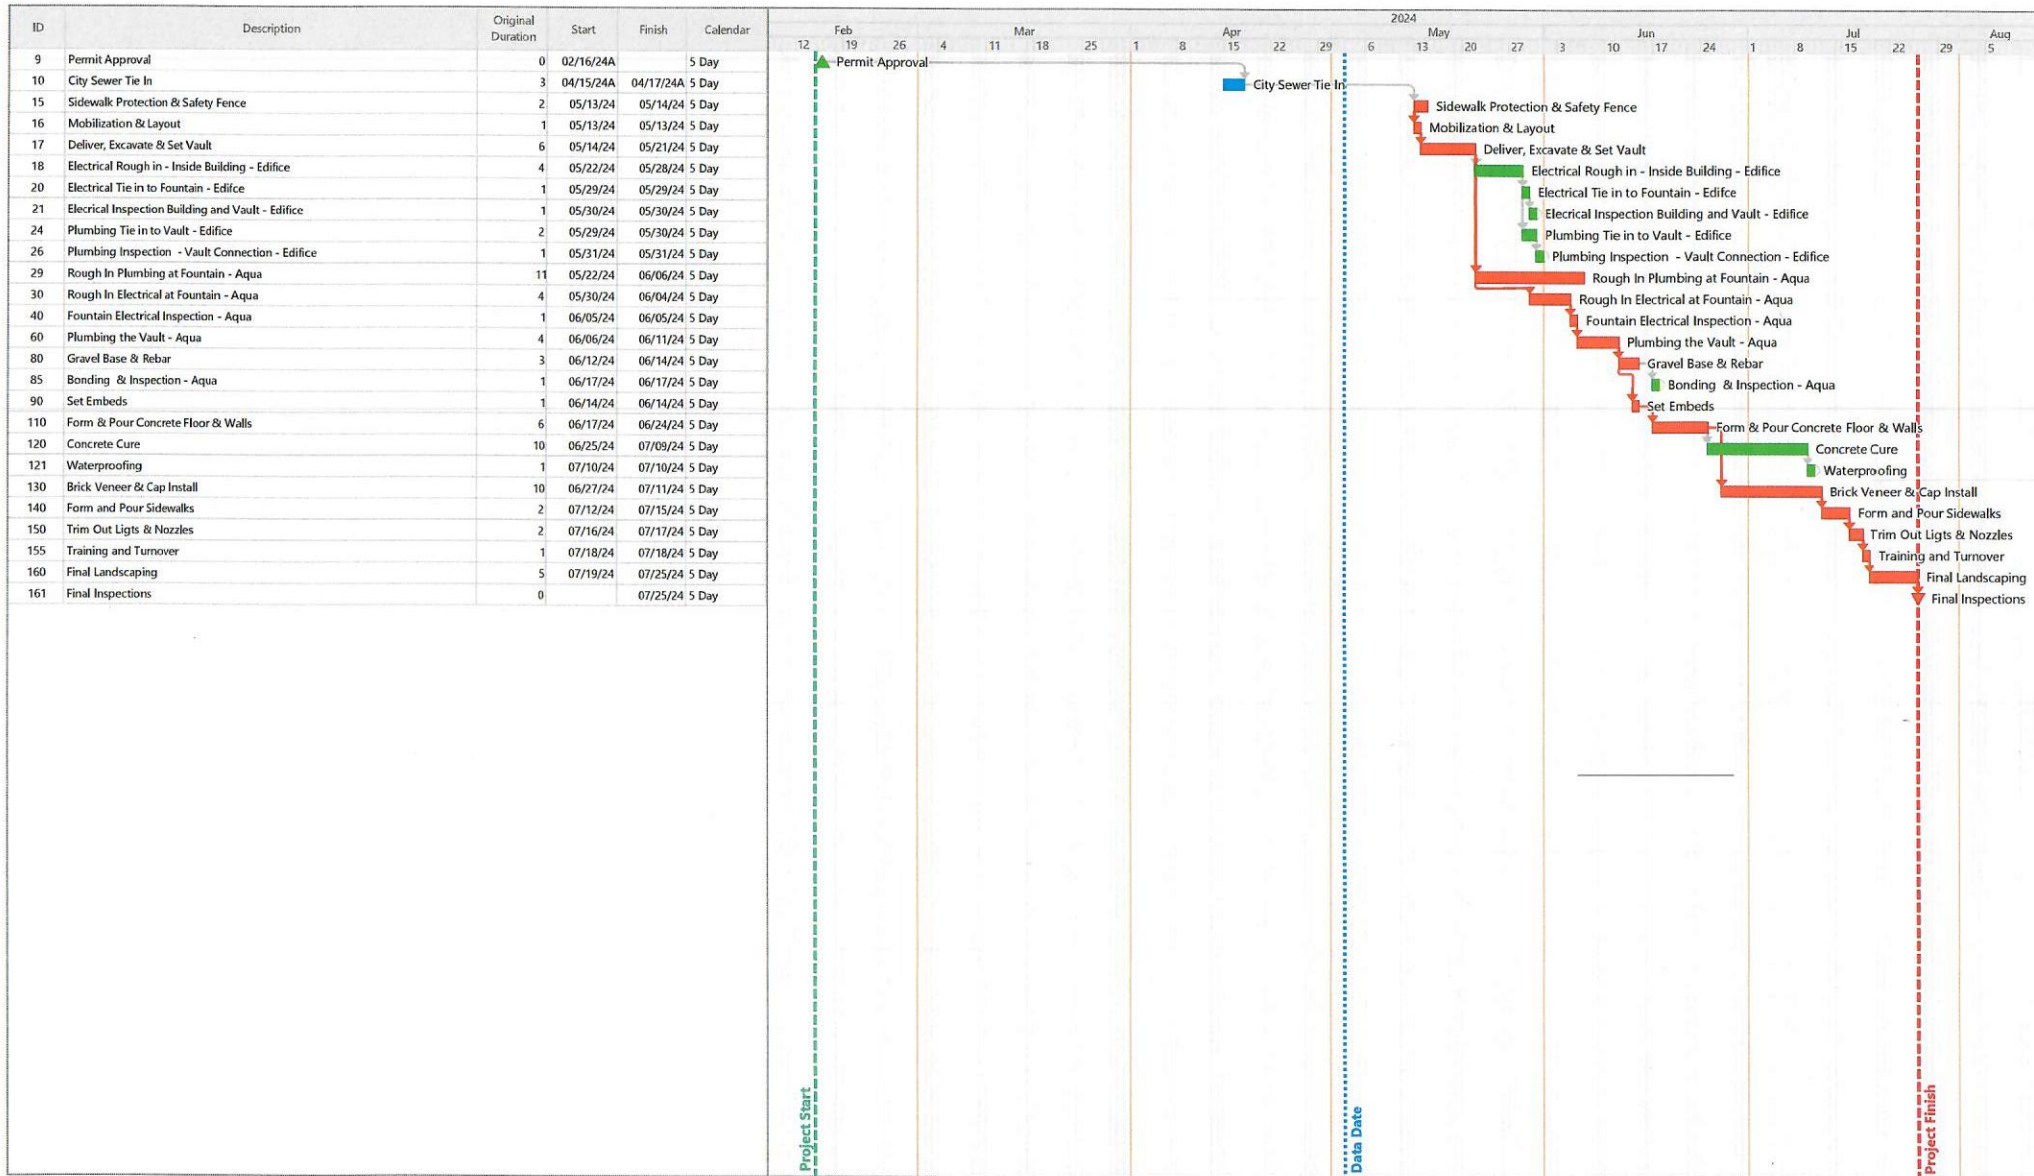 2024
ID Description Original Duration Start Finish Calendar Feb Mar Apr May Jun Jul Aug
12 19 26 4 11 18 25 1 8 15 22 29 6 13 20 27 3 10 17 24 1 8 15 22 29 5
9 Permit Approval 0 02/16/24A 5 Day Permit Approval
10 City Sewer Tie In 3 04/15/24A 04/17/24A 5 Day City Sewer Tie In
15 Sidewalk Protection & Safety Fence 2 05/13/24 05/14/24 5 Day Sidewalk Protection & Safety Fence
16 Mobilization & Layout 1 05/13/24 05/13/24 5 Day Mobilization & Layout
17 Deliver, Excavate & Set Vault 6 05/14/24 05/21/24 5 Day Deliver, Excavate & Set Vault
18 Electrical Rough in - Inside Building - Edifice 4 05/22/24 05/28/24 5 Day Electrical Rough in - Inside Building - Edifice
20 Electrical Tie in to Fountain - Edifce 1 05/29/24 05/29/24 5 Day Electrical Tie in to Fountain - Edifce
21 Elecrical Inspection Building and Vault - Edifice 1 05/30/24 05/30/24 5 Day Elecrical Inspection Building and Vault - Edifice
24 Plumbing Tie in to Vault - Edifice 2 05/29/24 05/30/24 5 Day Plumbing Tie in to Vault - Edifice
26 Plumbing Inspection - Vault Connection - Edifice 1 05/31/24 05/31/24 5 Day Plumbing Inspection - Vault Connection - Edifice
29 Rough In Plumbing at Fountain - Aqua 11 05/22/24 06/06/24 5 Day Rough In Plumbing at Fountain - Aqua
30 Rough In Electrical at Fountain - Aqua 4 05/30/24 06/04/24 5 Day Rough In Electrical at Fountain - Aqua
40 Fountain Electrical Inspection - Aqua 1 06/05/24 06/05/24 5 Day Fountain Electrical Inspection - Aqua
60 Plumbing the Vault - Aqua 4 06/06/24 06/11/24 5 Day Plumbing the Vault - Aqua
80 Gravel Base & Rebar 3 06/12/24 06/14/24 5 Day Gravel Base & Rebar
85 Bonding & Inspection - Aqua 1 06/17/24 06/17/24 5 Day Bonding & Inspection - Aqua
90 Set Embeds 1 06/14/24 06/14/24 5 Day Set Embeds
110 Form & Pour Concrete Floor & Walls 6 06/17/24 06/24/24 5 Day Form & Pour Concrete Floor & Walls
120 Concrete Cure 10 06/25/24 07/09/24 5 Day Concrete Cure
121 Waterproofing 1 07/10/24 07/10/24 5 Day Waterproofing
130 Brick Veneer & Cap Install 10 06/27/24 07/11/24 5 Day Brick Veneer & Cap Install
140 Form and Pour Sidewalks 2 07/12/24 07/15/24 5 Day Form and Pour Sidewalks
150 Trim Out Ligts & Nozzles 2 07/16/24 07/17/24 5 Day Trim Out Ligts & Nozzles
155 Training and Turnover 1 07/18/24 07/18/24 5 Day Training and Turnover
160 Final Landscaping 5 07/19/24 07/25/24 5 Day Final Landscaping
161 Final Inspections 0 07/25/24 5 Day Final Inspections
Project Start
Data Date
Project Finish